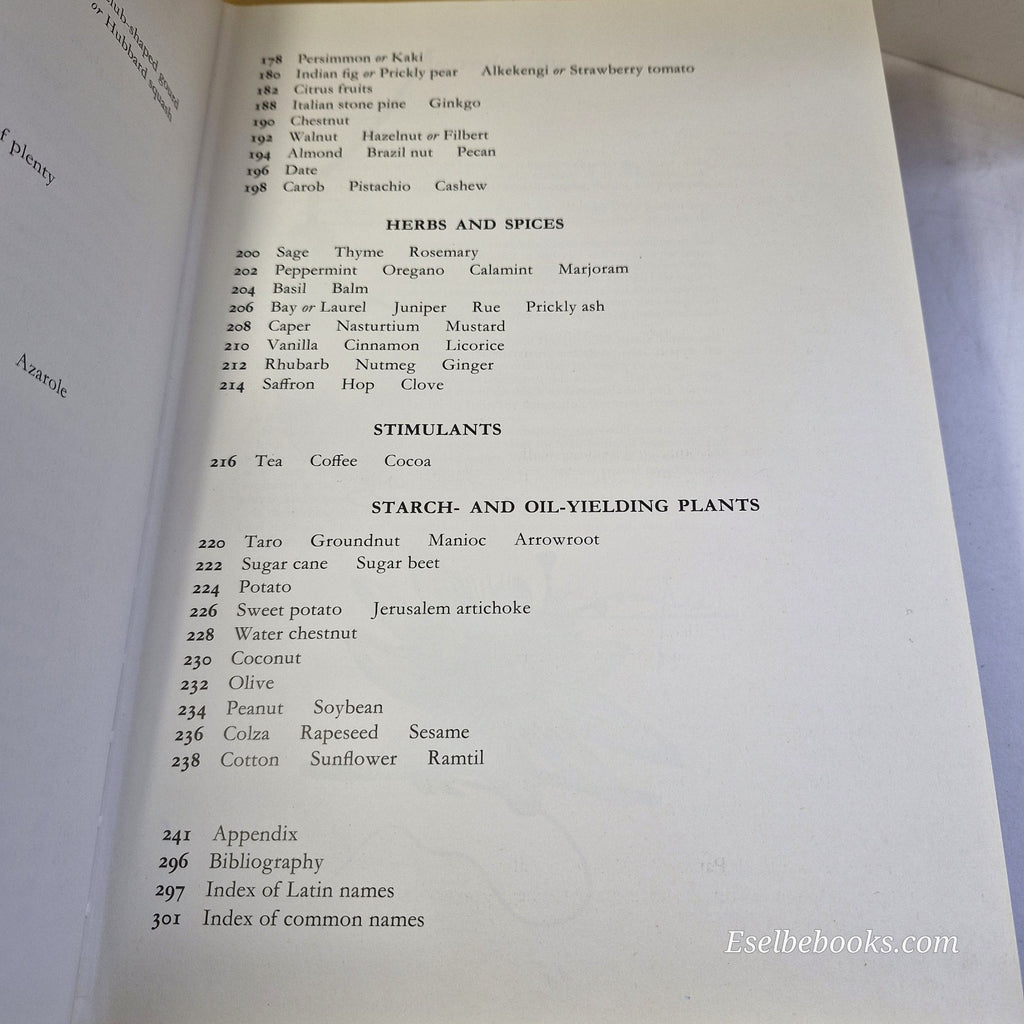 club-shaped gourd
or Hubbard squash
f plenty
Azarole
178 Persimmon or Kaki
180 Indian fig or Prickly pear Alkekengi or Strawberry tomato
182 Citrus fruits
188 Italian stone pine Ginkgo
190 Chestnut
192 Walnut Hazelnut or Filbert
194 Almond Brazil nut Pecan
196 Date
198 Carob Pistachio Cashew
HERBS AND SPICES
200 Sage Thyme Rosemary
202 Peppermint Oregano Calamint Marjoram
204 Basil Balm
206 Bay or Laurel Juniper Rue Prickly ash
208 Caper Nasturtium Mustard
210 Vanilla Cinnamon Licorice
212 Rhubarb Nutmeg Ginger
214 Saffron Hop Clove
STIMULANTS
216 Tea Coffee Cocoa
STARCH- AND OIL-YIELDING PLANTS
220 Taro Groundnut Manioc Arrowroot
222 Sugar cane Sugar beet
224 Potato
226 Sweet potato Jerusalem artichoke
228 Water chestnut
230 Coconut
232 Olive
234 Peanut Soybean
236 Colza Rapeseed Sesame
238 Cotton Sunflower Ramtil
241 Appendix
296 Bibliography
297 Index of Latin names
301 Index of common names
Eselbebooks.com